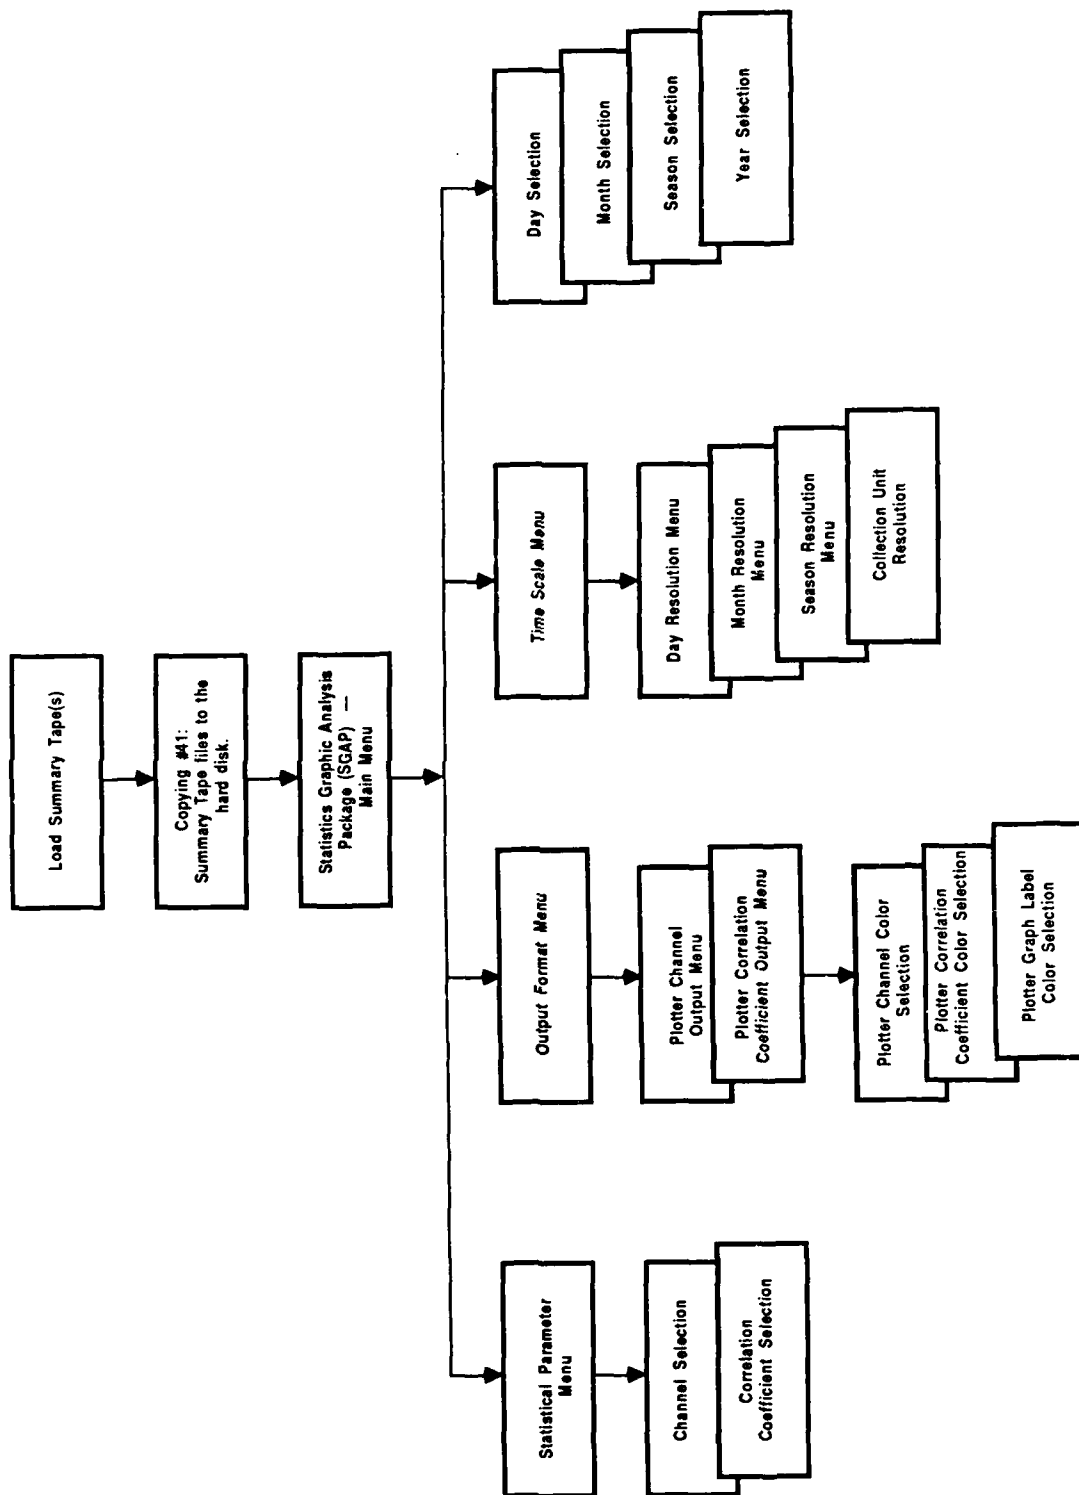 Load Summary Tape(s)
Copying #41:
Summary Tape files to the
hard disk.
Statistics Graphic Analysis
Package (SGAP) —
Main Menu
Statistical Parameter
Menu
Channel Selection
Correlation
Coefficient Selection
Output Format Menu
Plotter Channel
Output Menu
Plotter Correlation
Coefficient Output Menu
Plotter Channel Color
Selection
Plotter Correlation
Coefficient Color Selection
Plotter Graph Label
Color Selection
Time Scale Menu
Day Resolution Menu
Month Resolution
Menu
Season Resolution
Menu
Collection Unit
Resolution
Day Selection
Month Selection
Season Selection
Year Selection